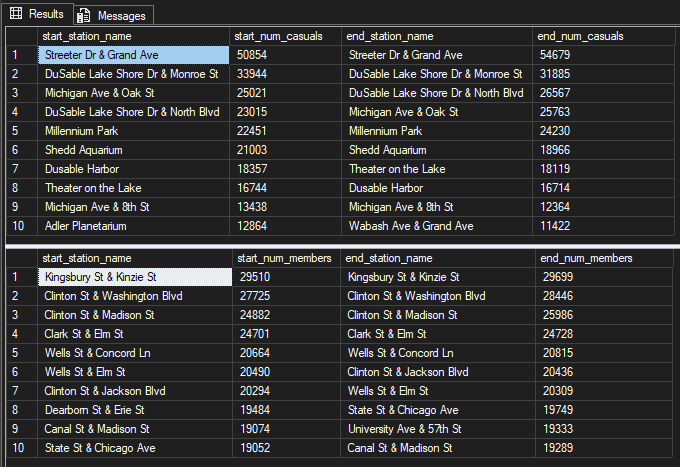 Results Messages
start_station_name start_num_casuals end_station_name end_num_casuals
1 Streeter Dr & Grand Ave 50854 Streeter Dr & Grand Ave 54679
2 DuSable Lake Shore Dr & Monroe St 33944 DuSable Lake Shore Dr & Monroe St 31885
3 Michigan Ave & Oak St 25021 DuSable Lake Shore Dr & North Blvd 26567
4 DuSable Lake Shore Dr & North Blvd 23015 Michigan Ave & Oak St 25763
5 Millennium Park 22451 Millennium Park 24230
6 Shedd Aquarium 21003 Shedd Aquarium 18966
7 Dusable Harbor 18357 Theater on the Lake 18119
8 Theater on the Lake 16744 Dusable Harbor 16714
9 Michigan Ave & 8th St 13438 Michigan Ave & 8th St 12364
10 Adler Planetarium 12864 Wabash Ave & Grand Ave 11422
start_station_name start_num_members end_station_name end_num_members
1 Kingsbury St & Kinzie St 29510 Kingsbury St & Kinzie St 29699
2 Clinton St & Washington Blvd 27725 Clinton St & Washington Blvd 28446
3 Clinton St & Madison St 24882 Clinton St & Madison St 25986
4 Clark St & Elm St 24701 Clark St & Elm St 24728
5 Wells St & Concord Ln 20664 Wells St & Concord Ln 20815
6 Wells St & Elm St 20490 Clinton St & Jackson Blvd 20436
7 Clinton St & Jackson Blvd 20294 Wells St & Elm St 20309
8 Dearborn St & Erie St 19484 State St & Chicago Ave 19749
9 Canal St & Madison St 19074 University Ave & 57th St 19333
10 State St & Chicago Ave 19052 Canal St & Madison St 19289